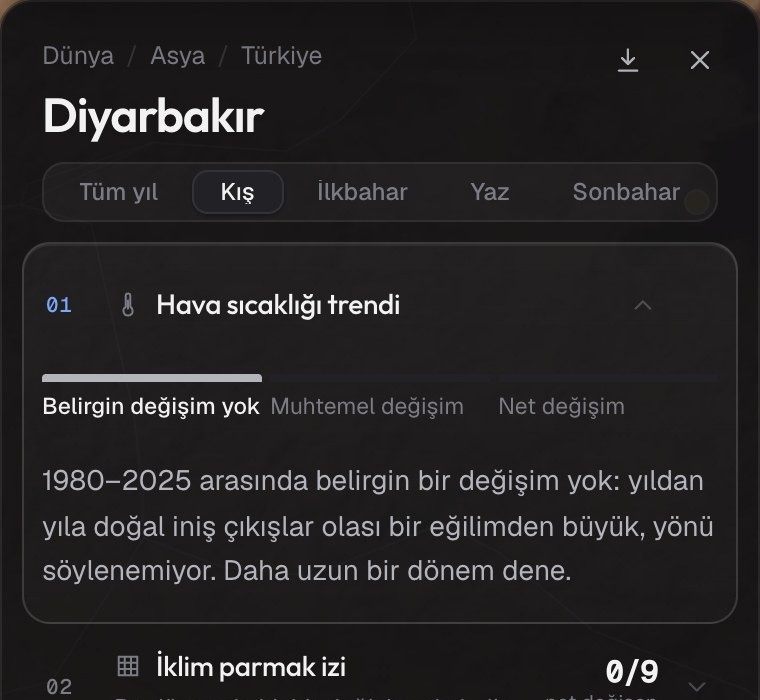 Dünya / Asya / Türkiye
Diyarbakır
Tüm yıl Kış İlkbahar Yaz Sonbahar
01 Hava sıcaklığı trendi
Belirgin değişim yok Muhtemel değişim Net değişim
1980–2025 arasında belirgin bir değişim yok: yıldan
yıla doğal iniş çıkışlar olası bir eğilimden büyük, yönü
söylenemiyor. Daha uzun bir dönem dene.
02 İklim parmak izi 0/9
net değişen